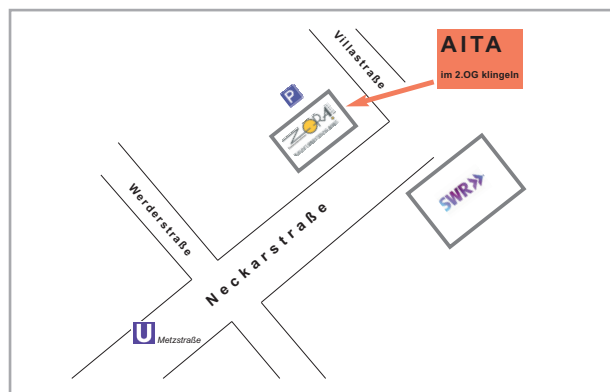 AITA
im 2.OG klingeln
Villastraße
P
ZORA!
SWR
Werderstraße
Neckarstraße
U
Metzstraße